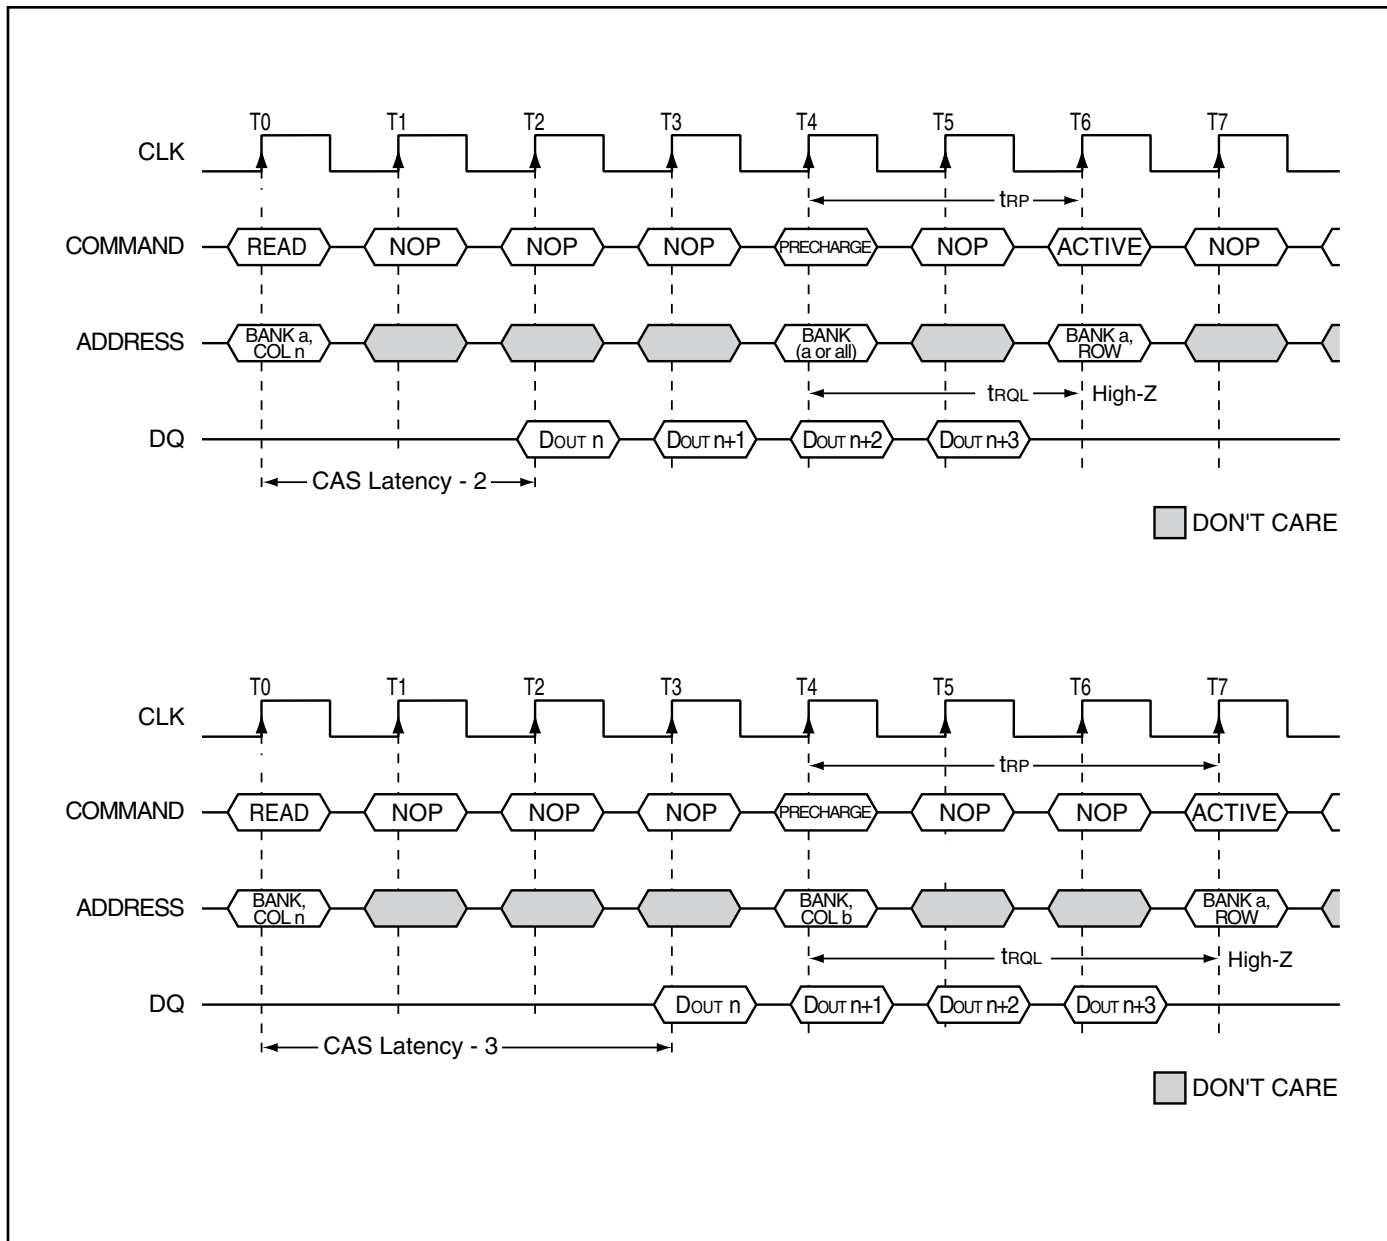 T0 T1 T2 T3 T4 T5 T6 T7
CLK
tRP
COMMAND READ NOP NOP NOP PRECHARGE NOP ACTIVE NOP
ADDRESS BANK a, COL n BANK (a or all) BANK a, ROW
tRQL High-Z
DQ DOUT n DOUT n+1 DOUT n+2 DOUT n+3
CAS Latency - 2
DON'T CARE
T0 T1 T2 T3 T4 T5 T6 T7
CLK
tRP
COMMAND READ NOP NOP NOP PRECHARGE NOP NOP ACTIVE
ADDRESS BANK, COL n BANK, COL b BANK a, ROW
tRQL High-Z
DQ DOUT n DOUT n+1 DOUT n+2 DOUT n+3
CAS Latency - 3
DON'T CARE